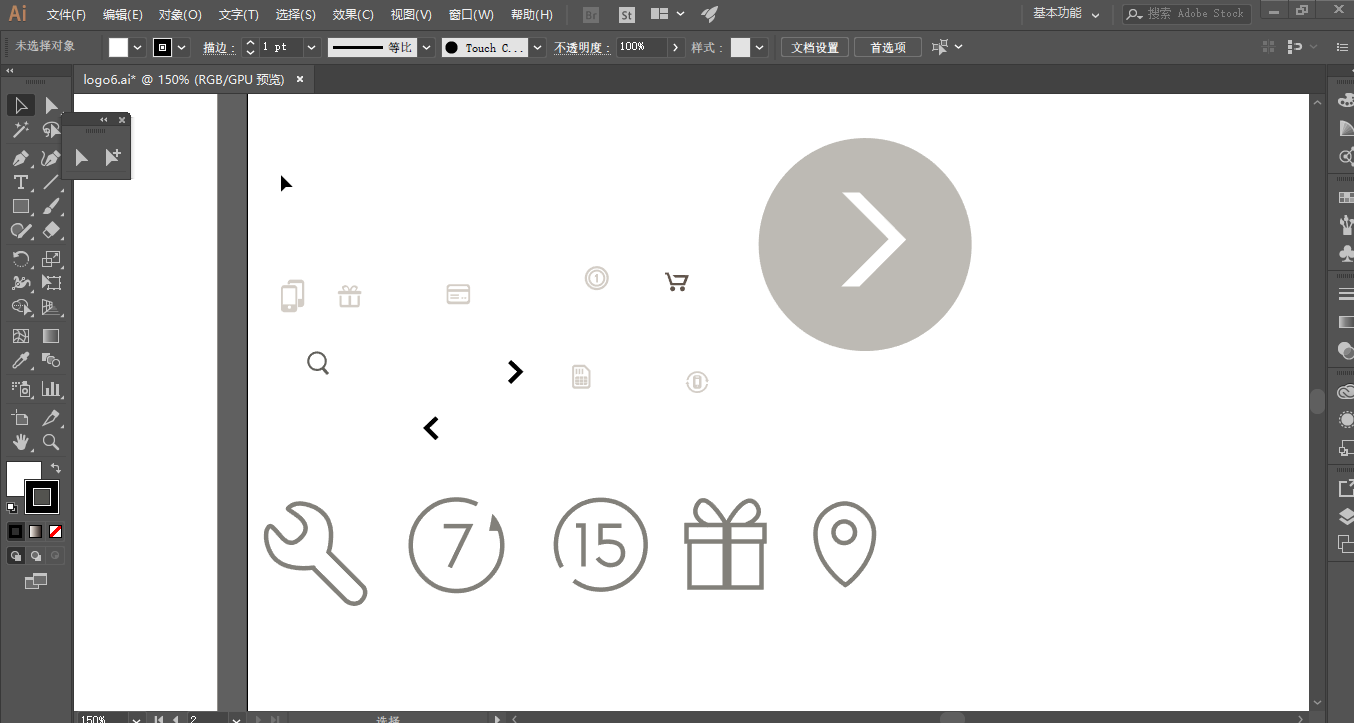 Ai 文件(F) 编辑(E) 对象(O) 文字(T) 选择(S) 效果(C) 视图(V) 窗口(W) 帮助(H) Br St 基本功能 搜索 Adobe Stock
未选择对象 描边: 1 pt 等比 Touch C... 不透明度: 100% 样式: 文档设置 首选项
logo6.ai* @ 150% (RGB/GPU 预览)
T
1
7 15
150% 2 选择